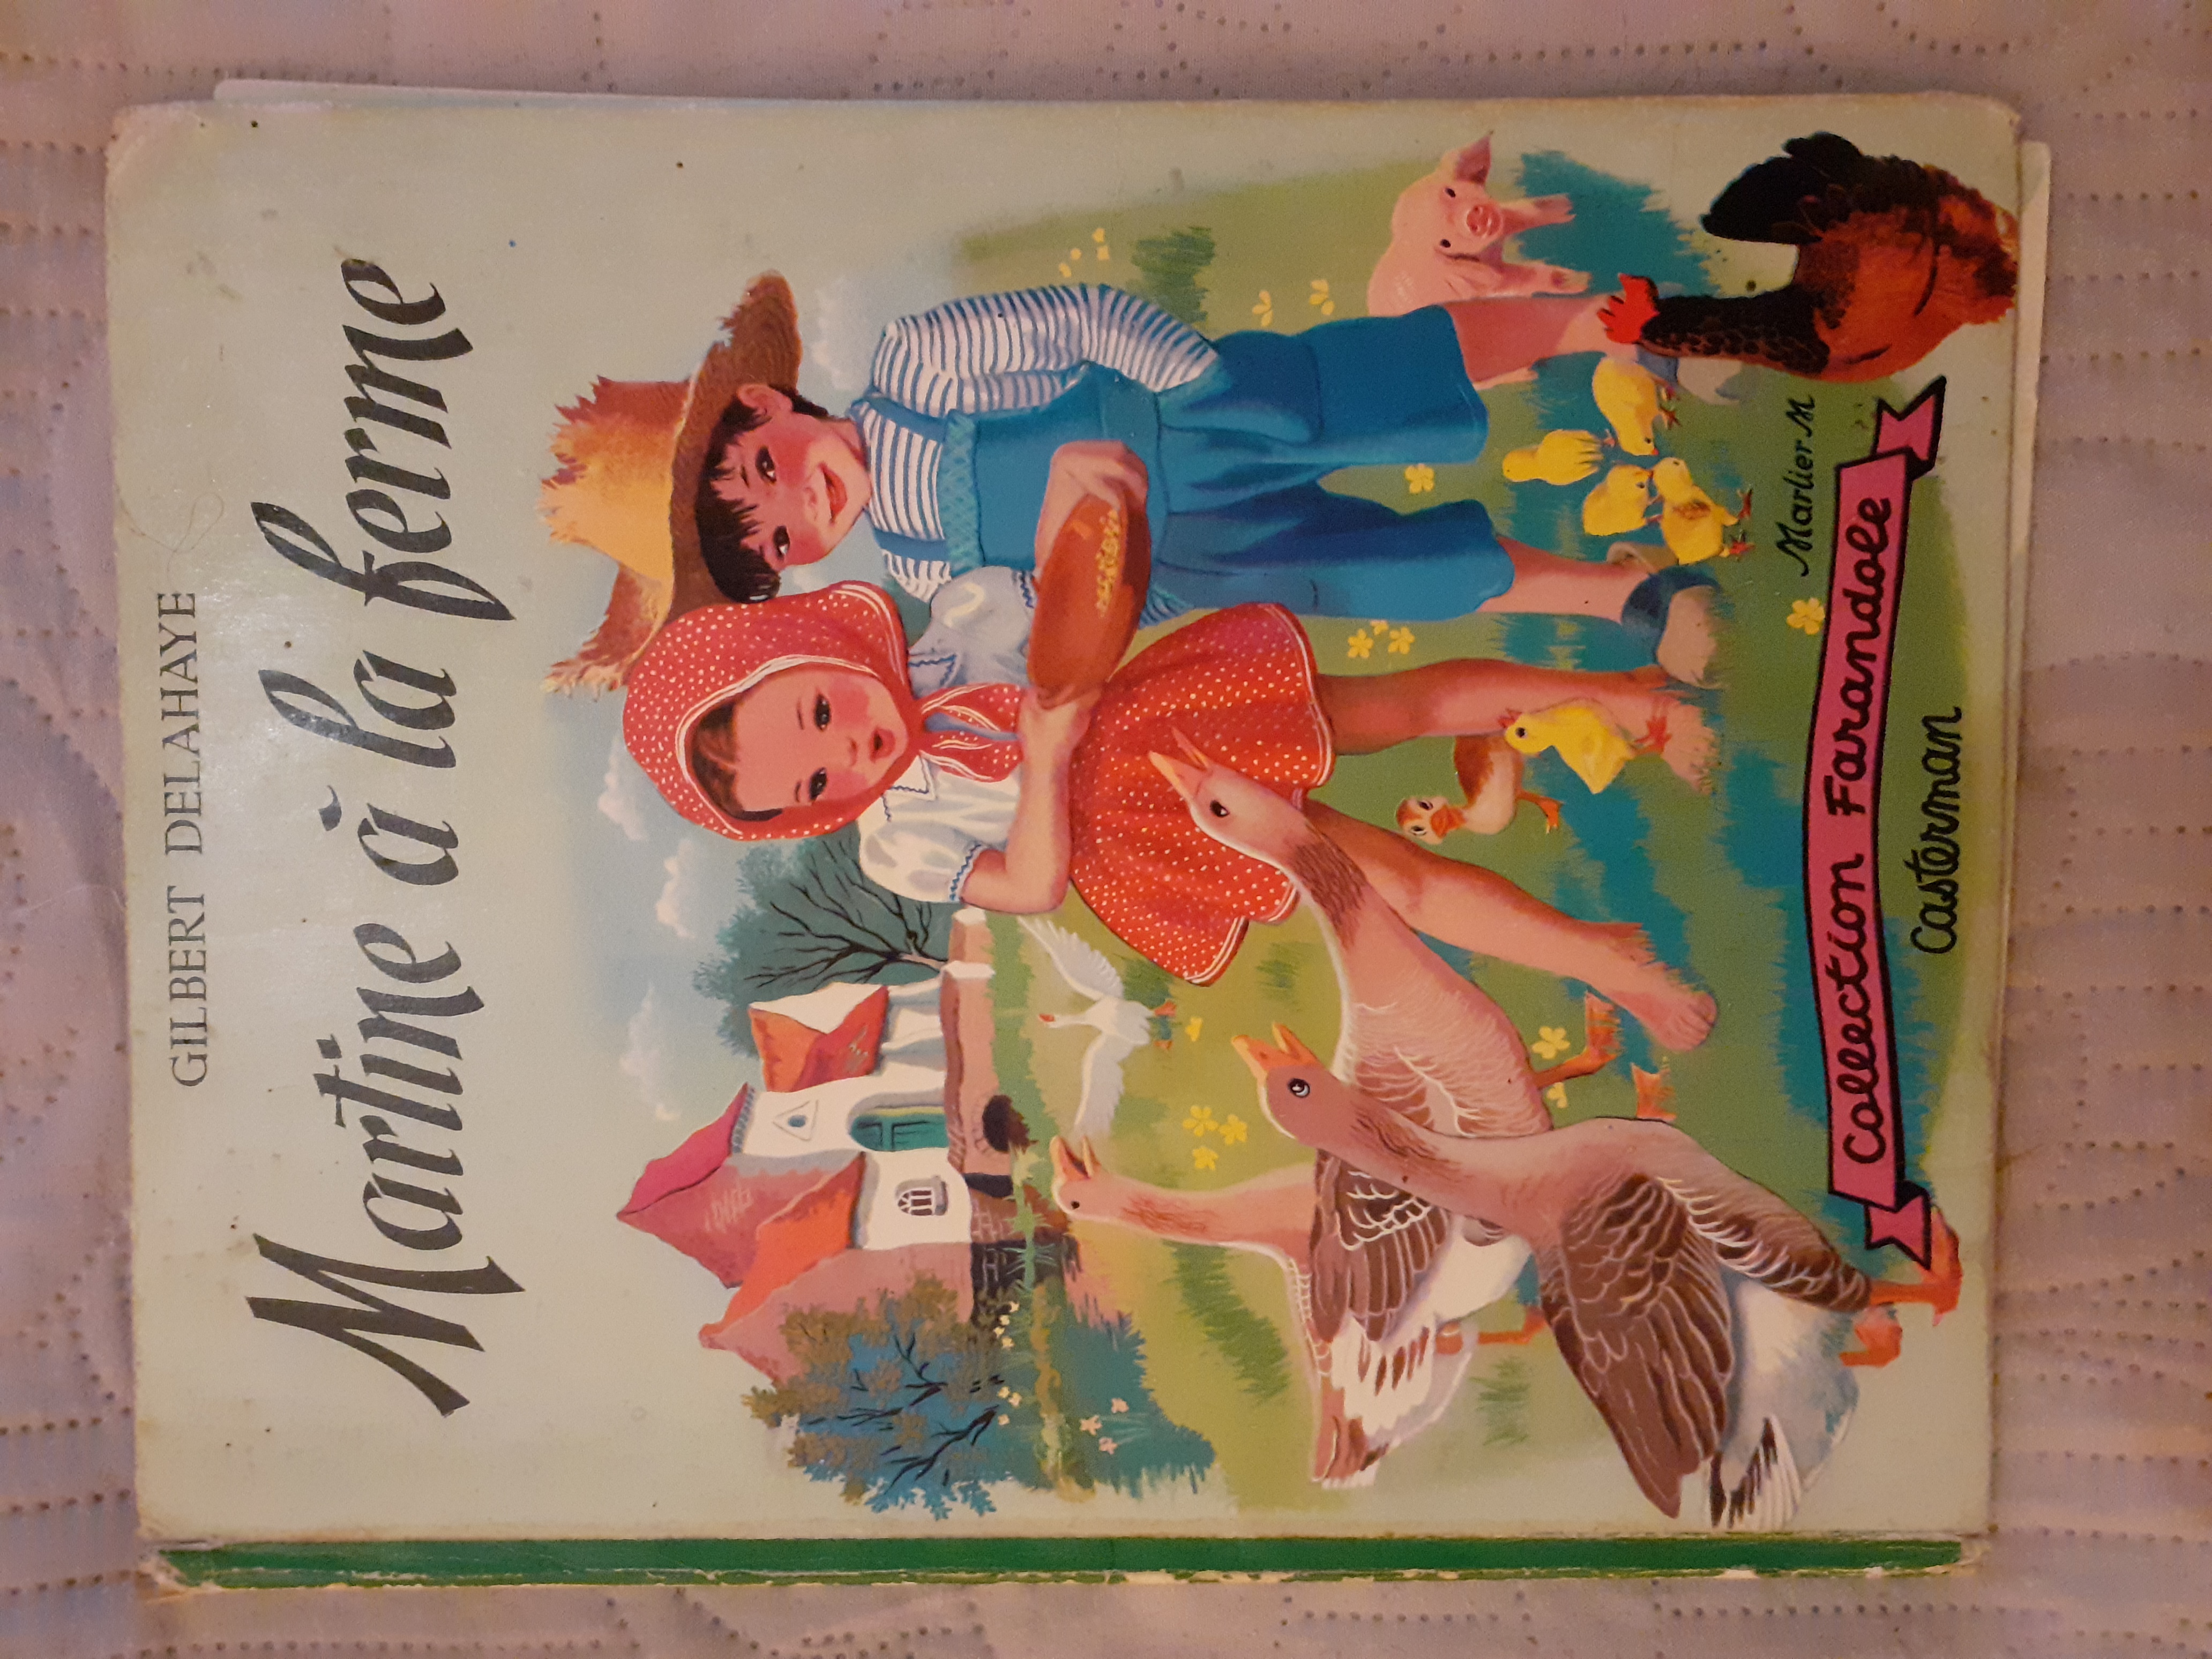 GILBERT DELAHAYE
Martine à la ferme
Marlier M
Collection Farandole
Casterman